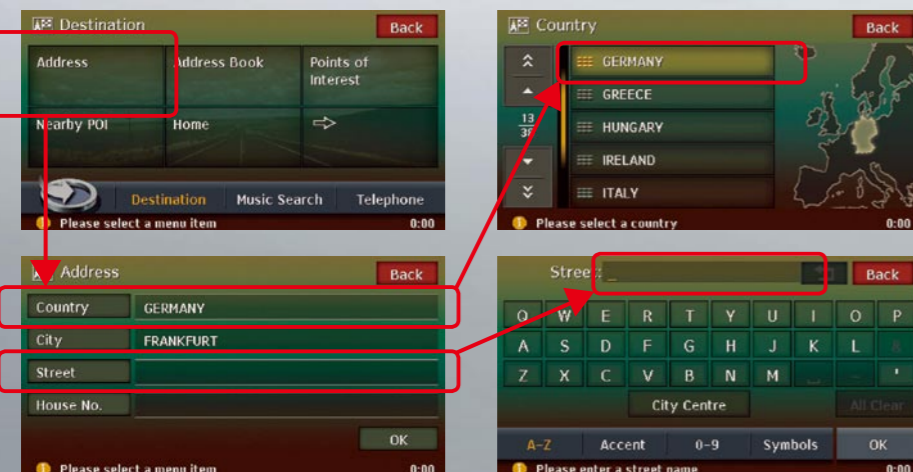 Destination
Back
Address
Address Book
Points of
Interest
Nearby POI
Home
Destination
Music Search
Telephone
Please select a menu item
0:00
Country
Back
GERMANY
GREECE
13
38
HUNGARY
IRELAND
ITALY
Please select a country
0:00
Address
Back
Country
GERMANY
City
FRANKFURT
Street
House No.
OK
Please select a menu item
0:00
Street: _
Back
Q W E R T Y U I O P
A S D F G H J K L &
Z X C V B N M - '
City Centre
All Clear
A-Z
Accent
0-9
Symbols
OK
Please enter a street name
0:00